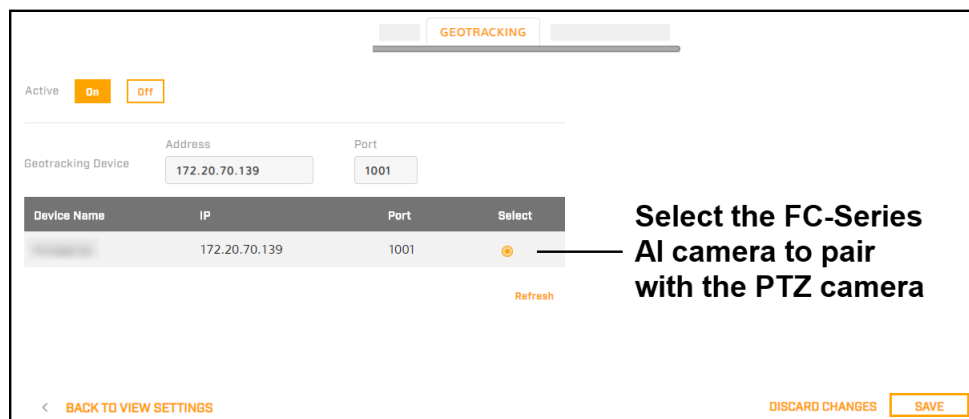 GEOTRACKING
Active On Off
Address Port
Geotracking Device 172.20.70.139 1001
Device Name IP Port Select
172.20.70.139 1001
Refresh
Select the FC-Series
AI camera to pair
with the PTZ camera
< BACK TO VIEW SETTINGS DISCARD CHANGES SAVE